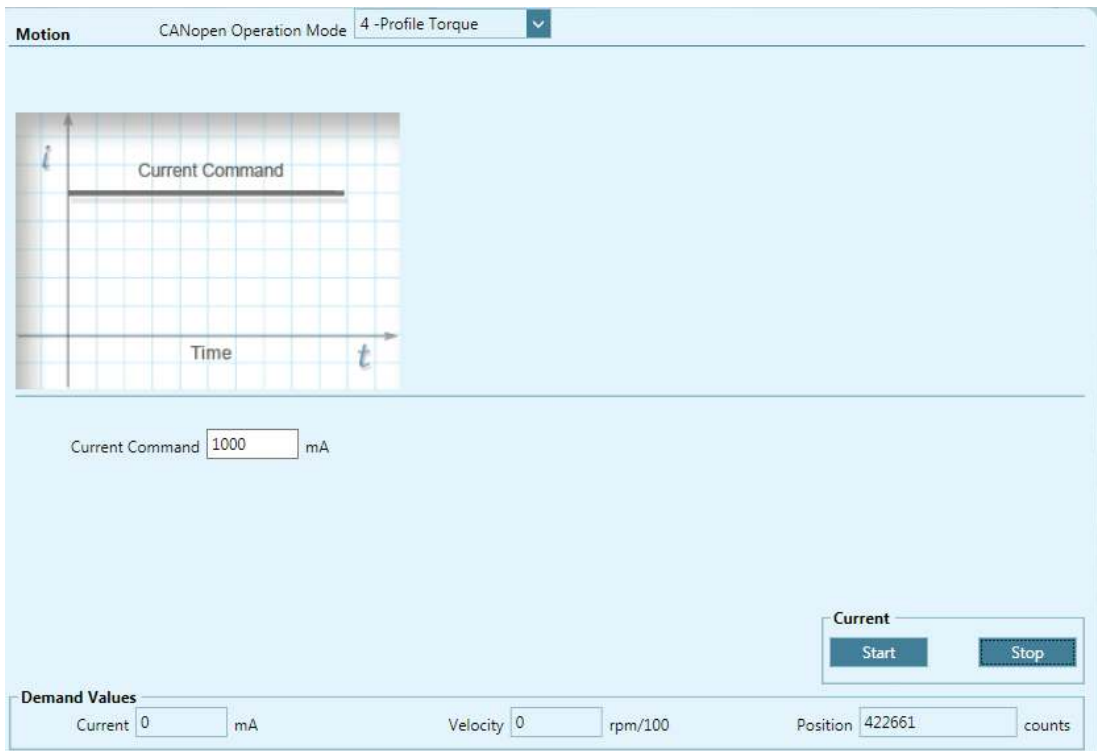 Motion CANopen Operation Mode 4 -Profile Torque
i
Current Command
Time t
Current Command 1000 mA
Current
Start Stop
Demand Values
Current 0 mA Velocity 0 rpm/100 Position 422661 counts